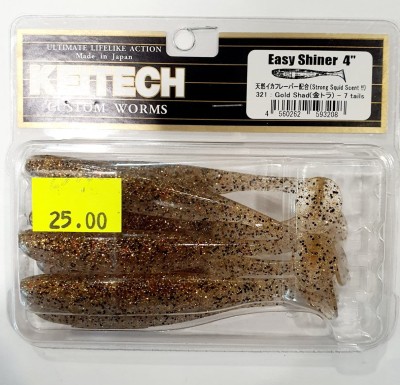 ULTIMATE LIFELIKE ACTION
Made in Japan
KEITECH
CUSTOM WORMS
Easy Shiner 4"
天然イカフレーバー配合(Strong Squid Scent !!)
321 : Gold Shad(金トラ) - 7 tails
4 560262 593208
25.00